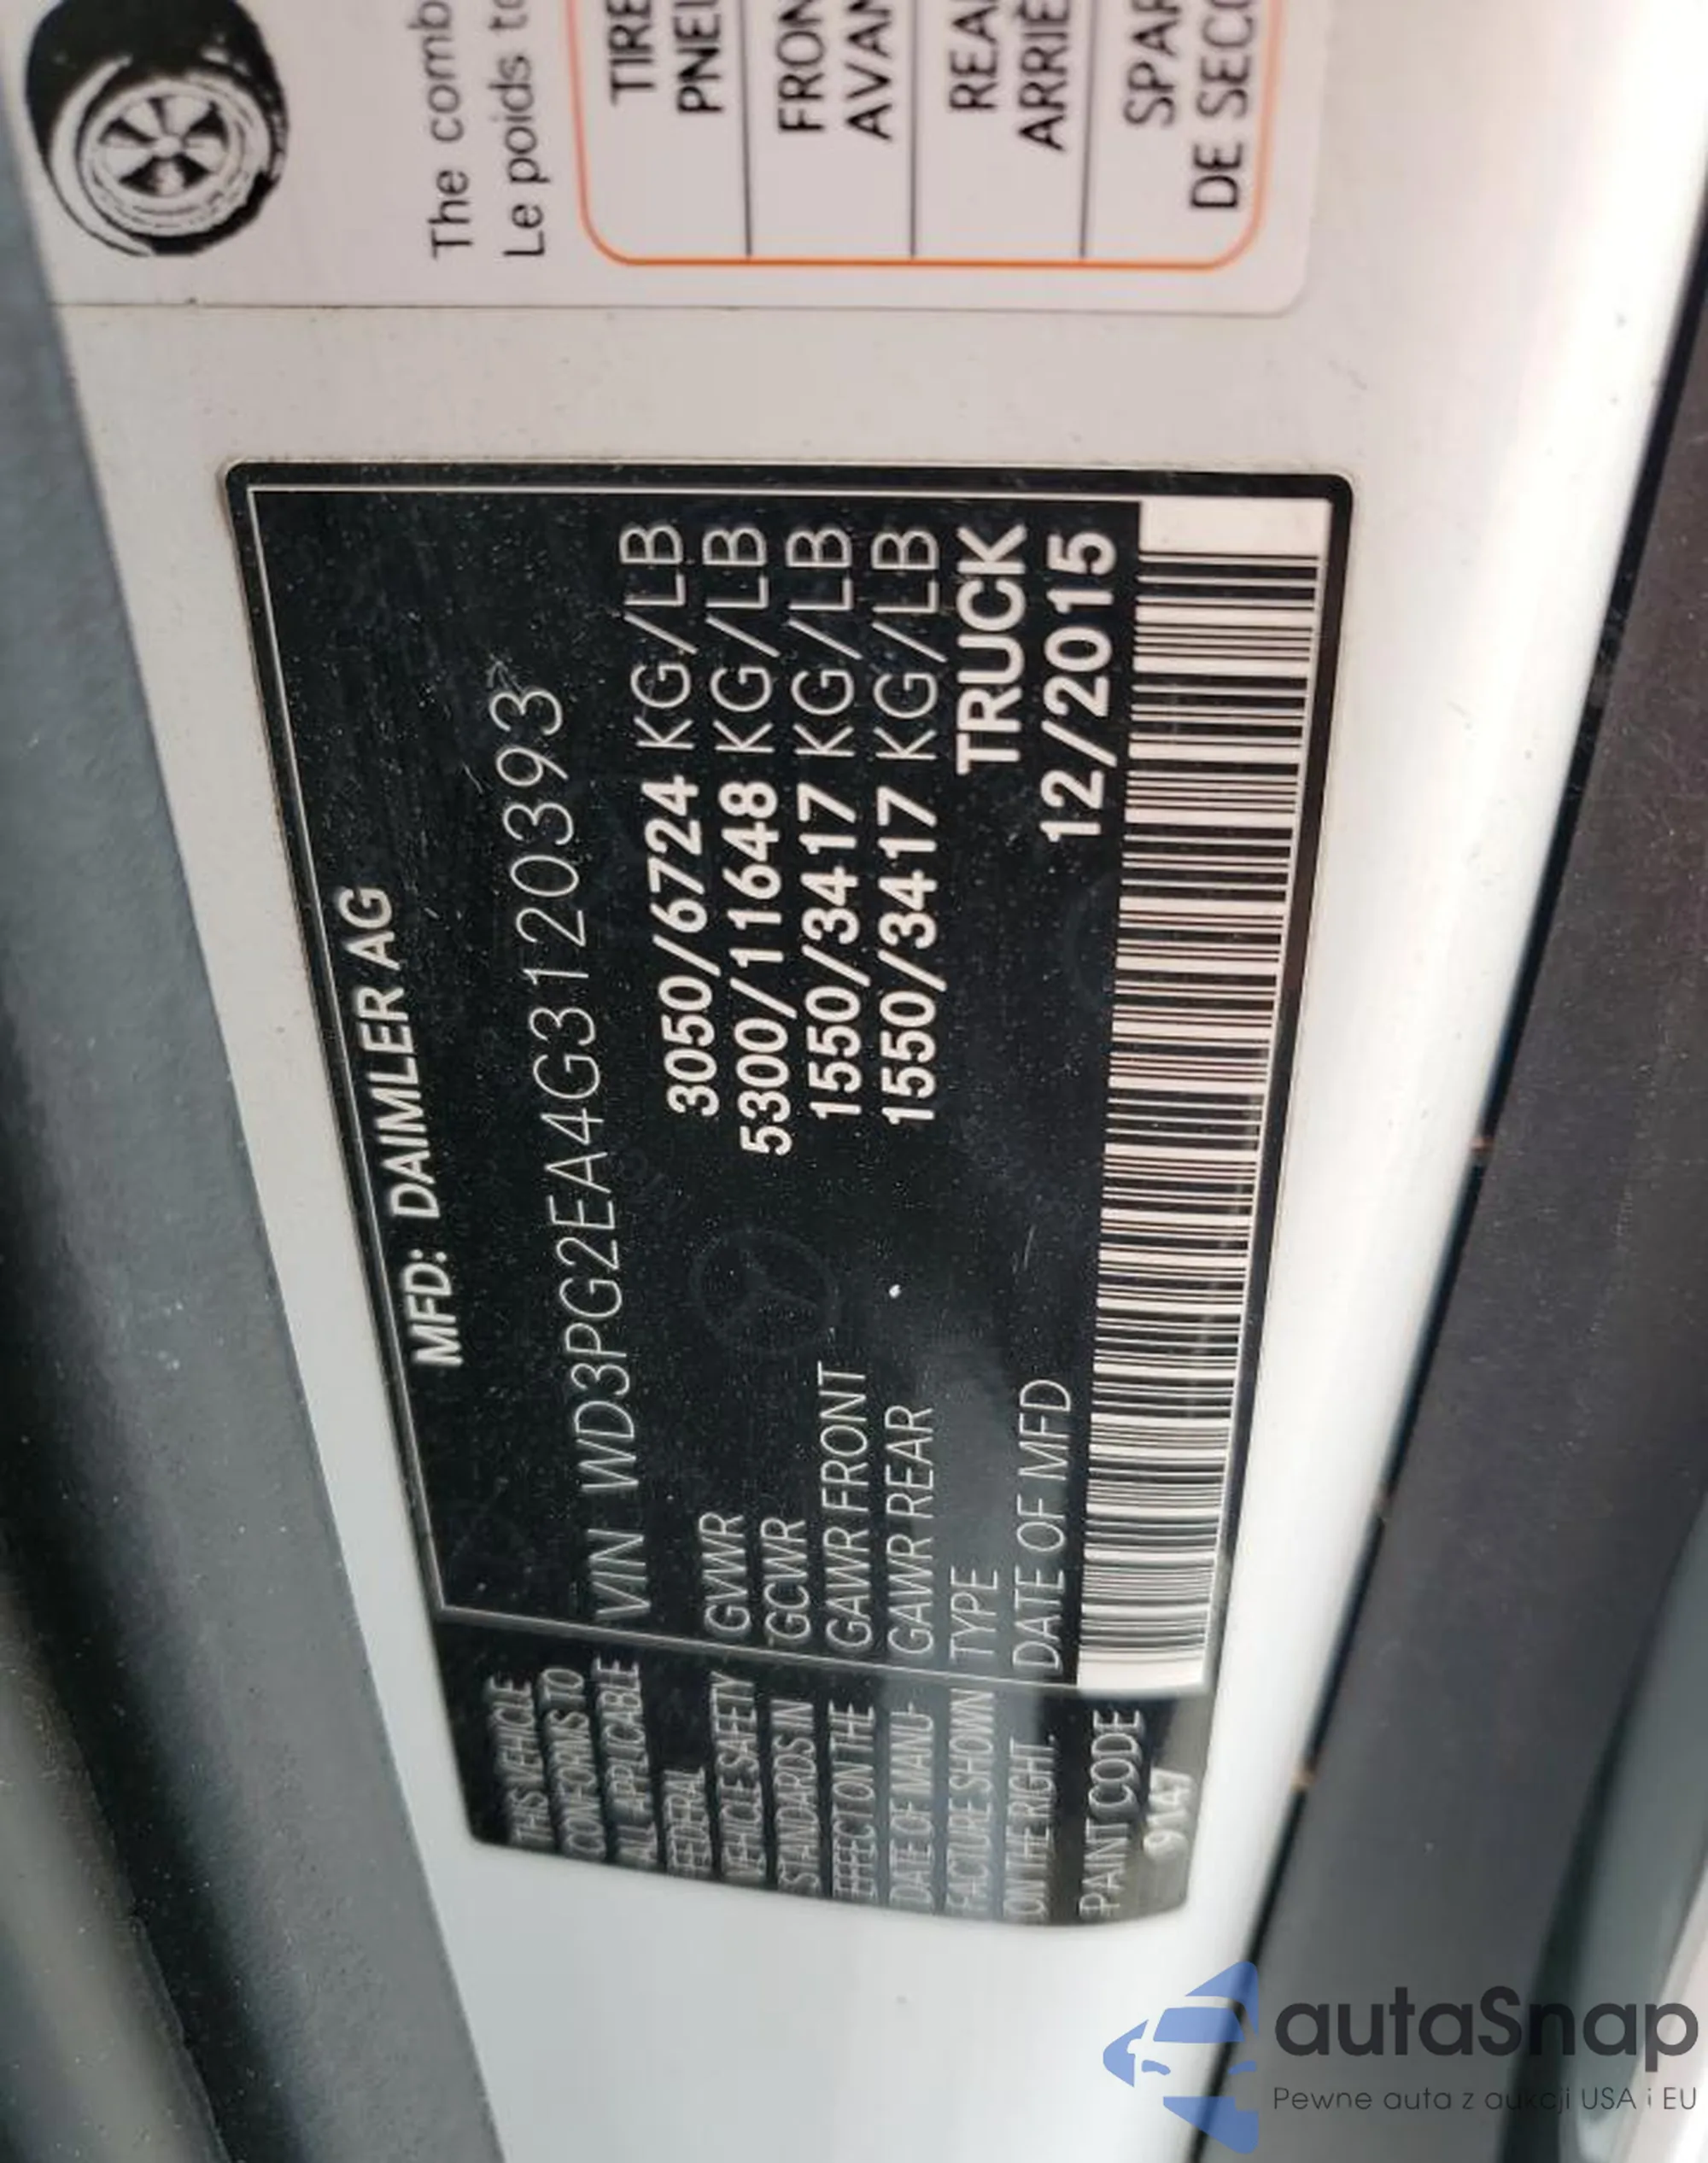 The comb
Le poids to
TIRE
PNEU
FRON
AVAN
REAR
ARRIÈ
SPAR
DE SECO
MFD: DAIMLER AG
VIN WD3PG2EA4G3120393
GVWR 3050/6724 KG/LB
GCWR 5300/11648 KG/LB
GAWR FRONT 1550/3417 KG/LB
GAWR REAR 1550/3417 KG/LB
TYPE TRUCK
DATE OF MFD 12/2015
THIS VEHICLE
CONFORMS TO
ALL APPLICABLE
FEDERAL
VEHICLE SAFETY
STANDARDS IN
EFFECT ON THE
DATE OF MANU-
FACTURE SHOWN
ON THE RIGHT.
PAINT CODE
9147
autaSnap
Pewne auta z aukcji USA i EU